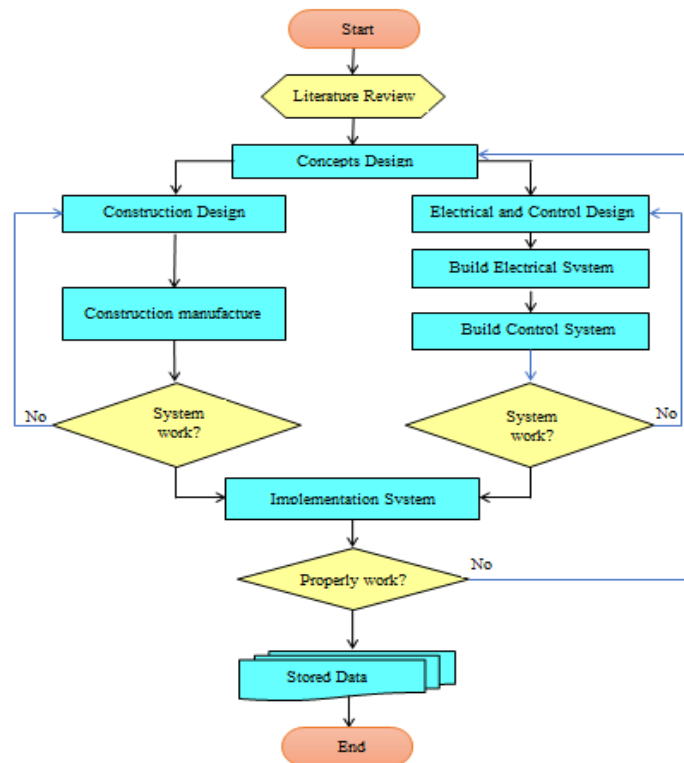 Start
Literature Review
Concepts Design
Construction Design
Electrical and Control Design
Build Electrical System
Construction manufacture
Build Control System
No
System
work?
System
work?
No
Implementation System
Properly work?
No
Stored Data
End